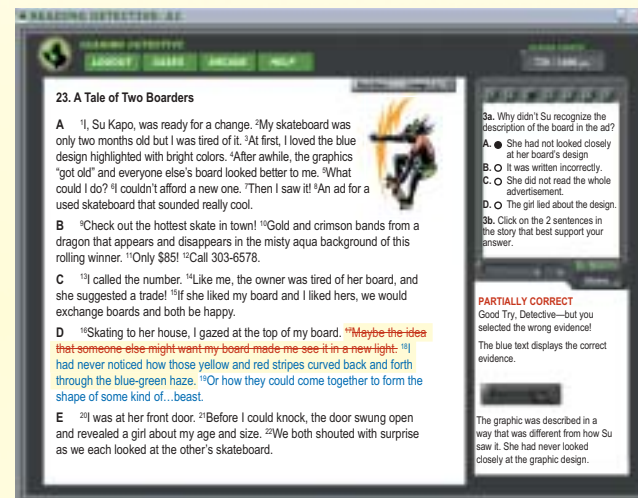 READING DETECTIVE: A1
READING DETECTIVE
LOGOUT GAMES ARCADE HELP
23. A Tale of Two Boarders
A ¹I, Su Kapo, was ready for a change. ²My skateboard was
only two months old but I was tired of it. ³At first, I loved the blue
design highlighted with bright colors. ⁴After awhile, the graphics
“got old” and everyone else’s board looked better to me. ⁵What
could I do? ⁶I couldn’t afford a new one. ⁷Then I saw it! ⁸An ad for a
used skateboard that sounded really cool.
B ⁹Check out the hottest skate in town! ¹⁰Gold and crimson bands from a
dragon that appears and disappears in the misty aqua background of this
rolling winner. ¹¹Only $85! ¹²Call 303-6578.
C ¹³I called the number. ¹⁴Like me, the owner was tired of her board, and
she suggested a trade! ¹⁵If she liked my board and I liked hers, we would
exchange boards and both be happy.
D ¹⁶Skating to her house, I gazed at the top of my board. ¹⁷Maybe the idea
that someone else might want my board made me see it in a new light. ¹⁸I
had never noticed how those yellow and red stripes curved back and forth
through the blue-green haze. ¹⁹Or how they could come together to form the
shape of some kind of…beast.
E ²⁰I was at her front door. ²¹Before I could knock, the door swung open
and revealed a girl about my age and size. ²²We both shouted with surprise
as we each looked at the other’s skateboard.
3a. Why didn’t Su recognize the
description of the board in the ad?
A. She had not looked closely
at her board’s design
B. It was written incorrectly.
C. She did not read the whole
advertisement.
D. The girl lied about the design.
3b. Click on the 2 sentences in
the story that best support your
answer.
PARTIALLY CORRECT
Good Try, Detective—but you
selected the wrong evidence!
The blue text displays the correct
evidence.
The graphic was described in a
way that was different from how Su
saw it. She had never looked
closely at the graphic design.